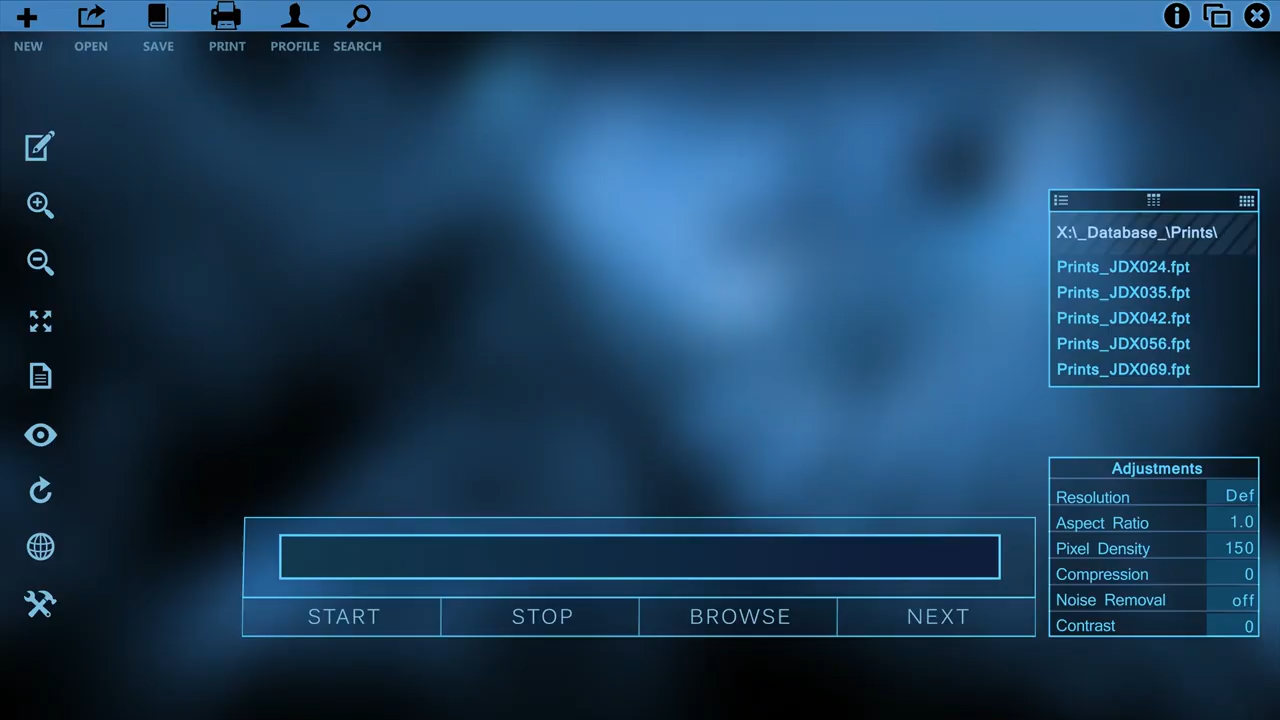 NEW OPEN SAVE PRINT PROFILE SEARCH
X:\_Database_\Prints\
Prints_JDX024.fpt
Prints_JDX035.fpt
Prints_JDX042.fpt
Prints_JDX056.fpt
Prints_JDX069.fpt
Adjustments
Resolution Def
Aspect Ratio 1.0
Pixel Density 150
Compression 0
Noise Removal off
Contrast 0
START STOP BROWSE NEXT